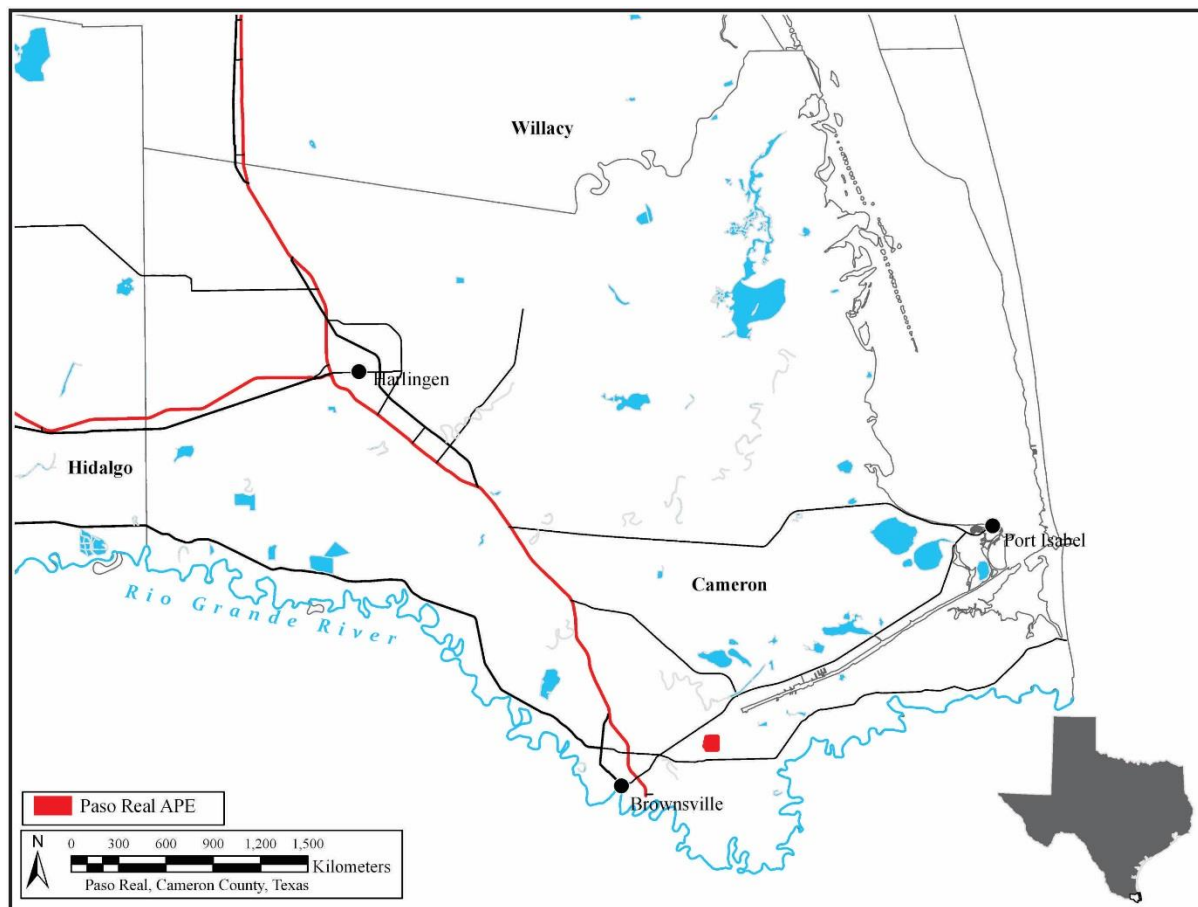 Willacy
Harlingen
Hidalgo
Port Isabel
Cameron
Rio Grande River
Brownsville
Paso Real APE
N
0 300 600 900 1,200 1,500
Kilometers
Paso Real, Cameron County, Texas